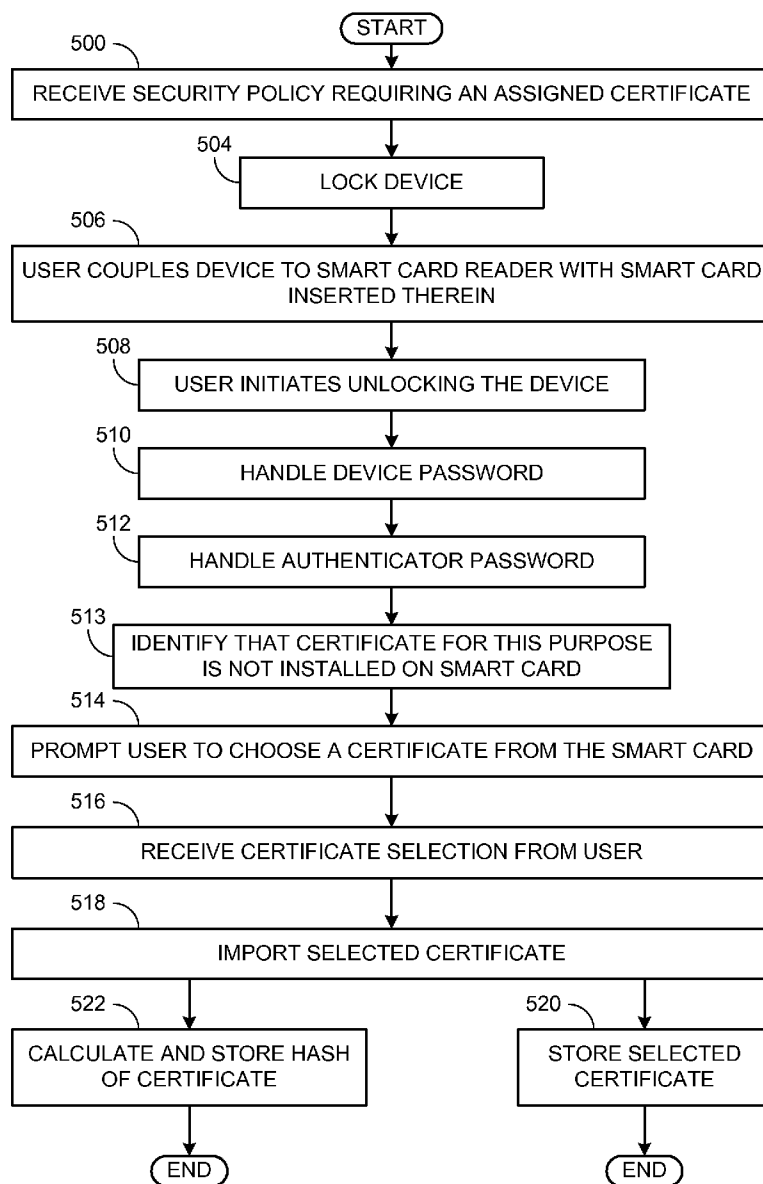 START
500
RECEIVE SECURITY POLICY REQUIRING AN ASSIGNED CERTIFICATE
504
LOCK DEVICE
506
USER COUPLES DEVICE TO SMART CARD READER WITH SMART CARD
INSERTED THEREIN
508
USER INITIATES UNLOCKING THE DEVICE
510
HANDLE DEVICE PASSWORD
512
HANDLE AUTHENTICATOR PASSWORD
513
IDENTIFY THAT CERTIFICATE FOR THIS PURPOSE
IS NOT INSTALLED ON SMART CARD
514
PROMPT USER TO CHOOSE A CERTIFICATE FROM THE SMART CARD
516
RECEIVE CERTIFICATE SELECTION FROM USER
518
IMPORT SELECTED CERTIFICATE
522
CALCULATE AND STORE HASH
OF CERTIFICATE
END
520
STORE SELECTED
CERTIFICATE
END